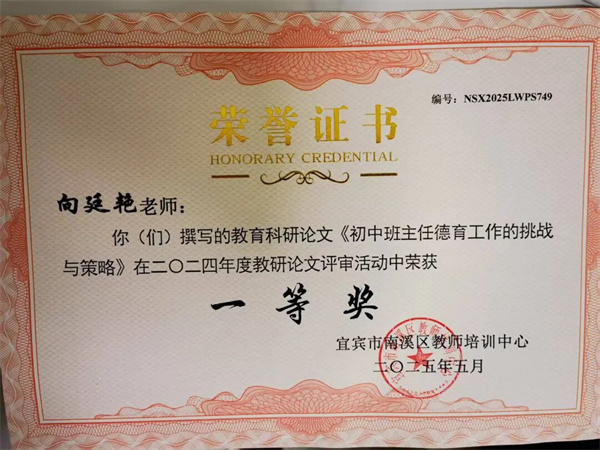 编号：NSX2025LWPS749
荣誉证书
HONORARY CREDENTIAL
向廷艳老师：
你（们）撰写的教育科研论文《初中班主任德育工作的挑战
与策略》在二〇二四年度教研论文评审活动中荣获
一等奖
宜宾市南溪区教师培训中心
二〇二五年五月